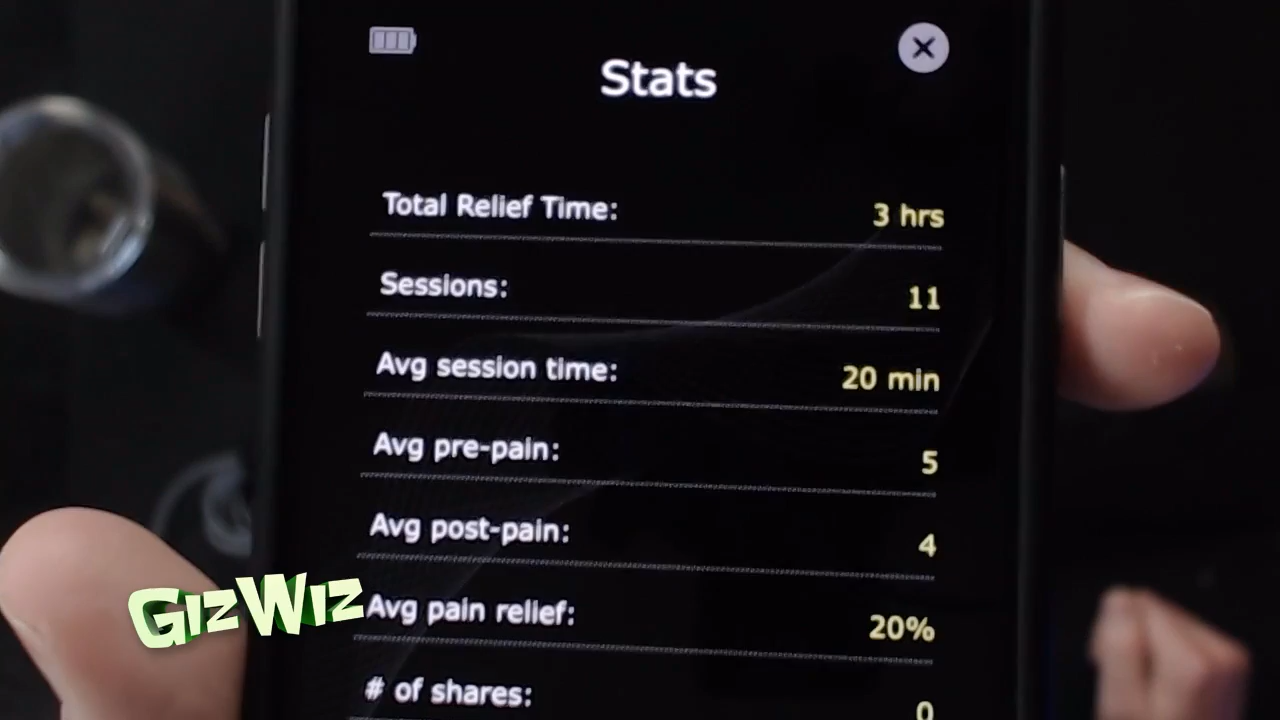 Stats
Total Relief Time: 3 hrs
Sessions: 11
Avg session time: 20 min
Avg pre-pain: 5
Avg post-pain: 4
Avg pain relief: 20%
# of shares: 0
GIZWIZ